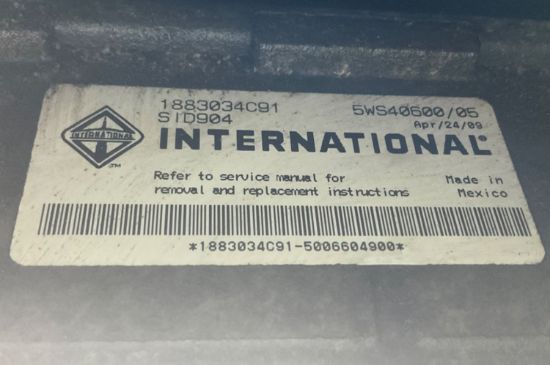 1883034C91 5WS40600/05
SID904 Apr/24/09
INTERNATIONAL INTERNATIONAL®
Refer to service manual for Made in
removal and replacement instructions Mexico
*1883034C91-5006604900*